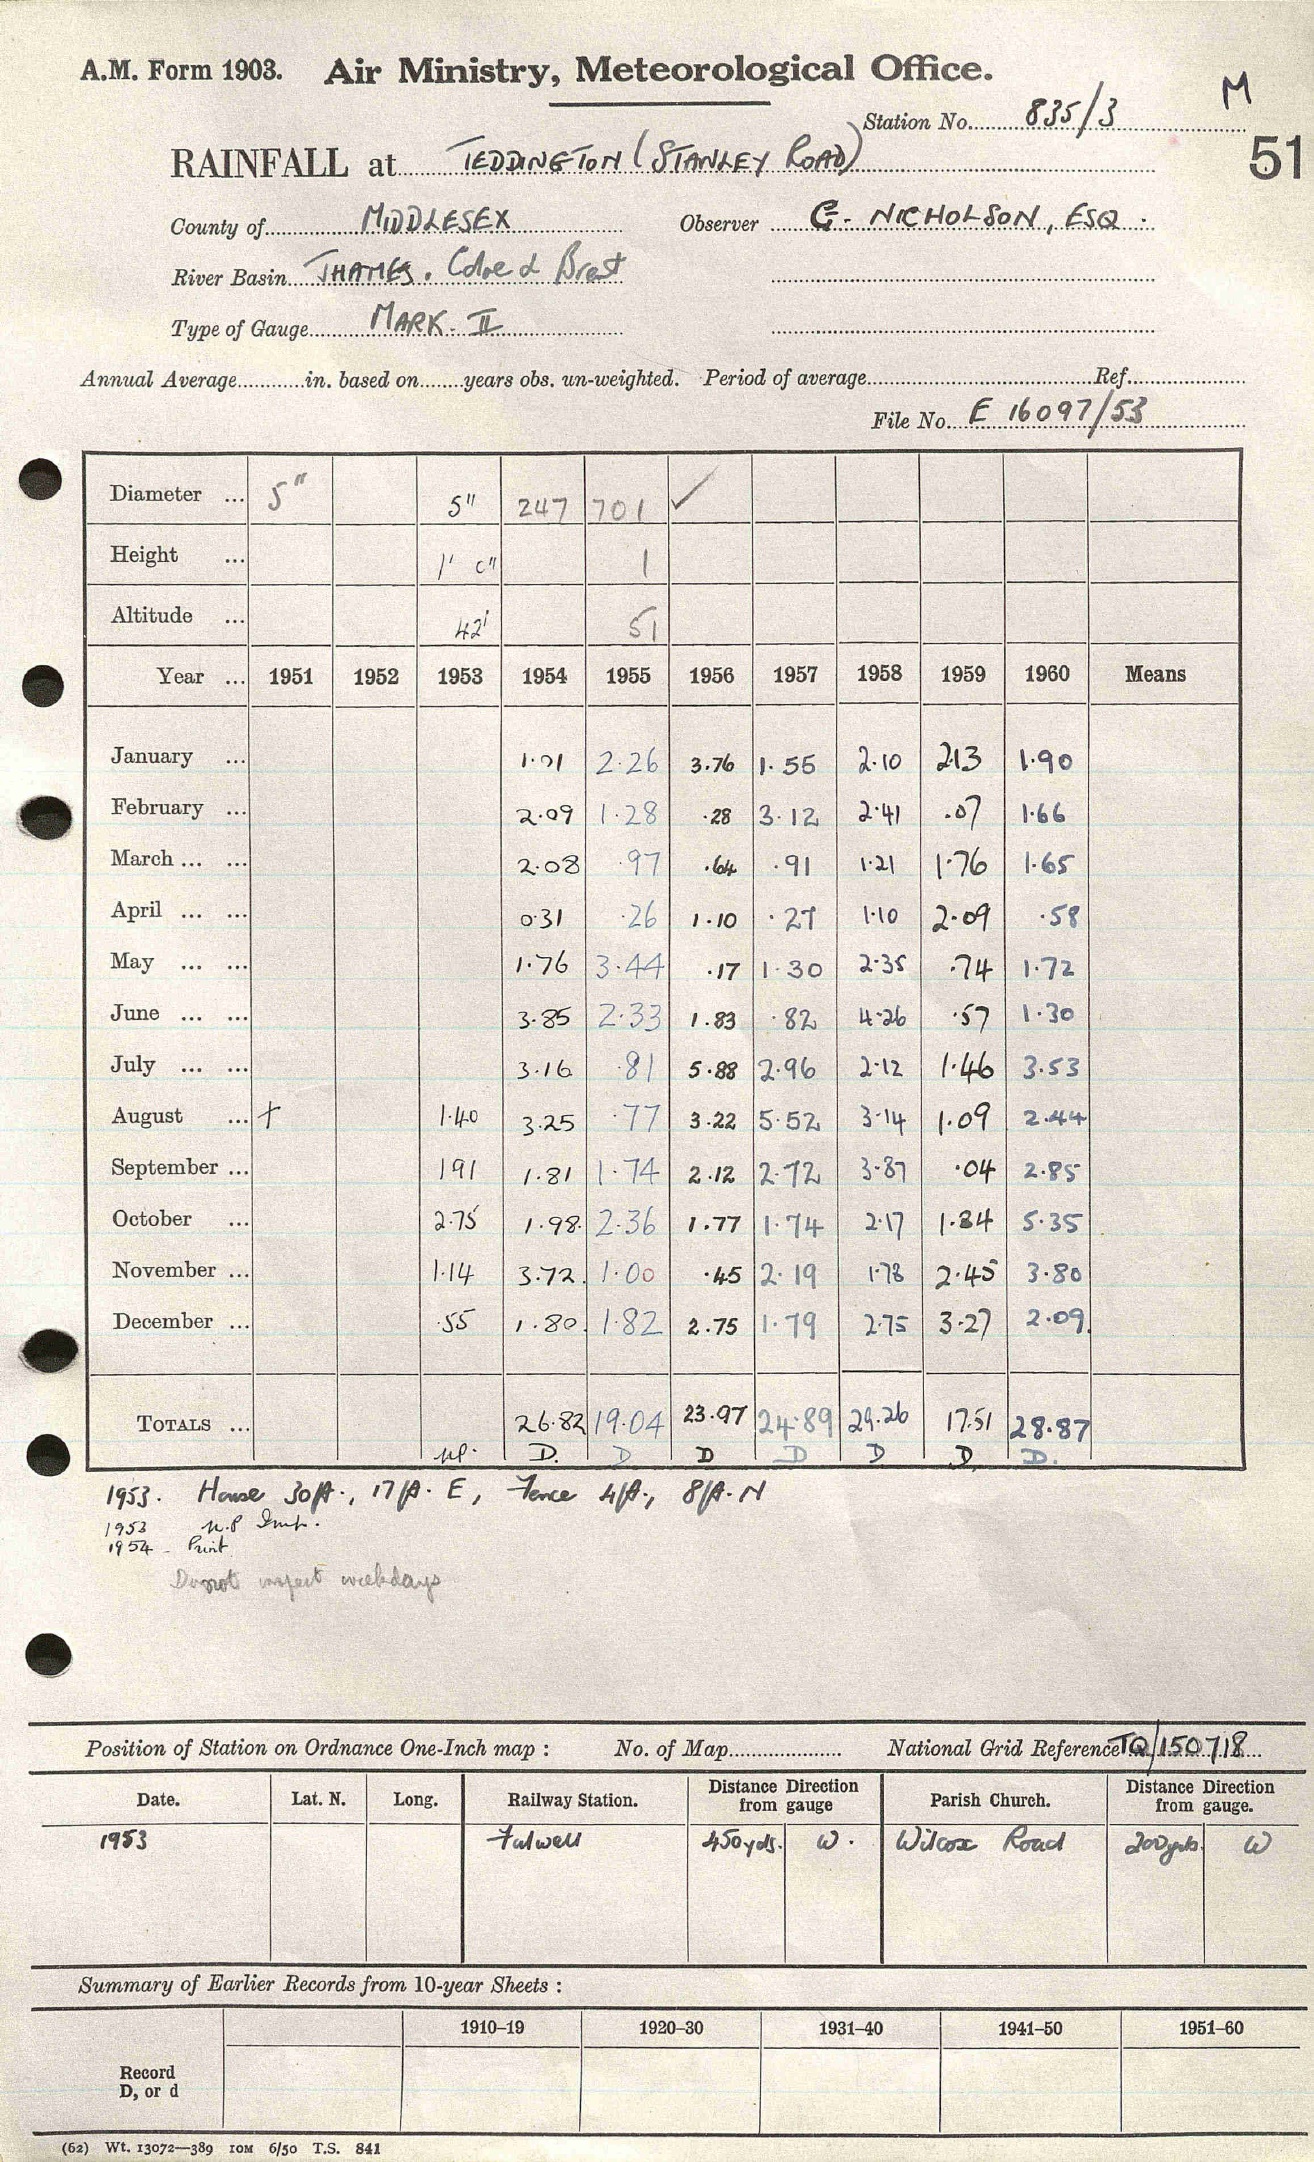 A.M. Form 1903. Air Ministry, Meteorological Office.
M
Station No. 835/3
51
RAINFALL at TEDDINGTON (STANLEY ROAD)
County of MIDDLESEX Observer G. NICHOLSON, ESQ.
River Basin THAMES. Colne & Brent
Type of Gauge MARK II
Annual Average............in. based on........years obs. un-weighted. Period of average............Ref............
File No. E 16097/53
Diameter ... 5" 5" 247 701 ✓
Height ... 1' 0" 1
Altitude ... 42' 51
Year ... 1951 1952 1953 1954 1955 1956 1957 1958 1959 1960 Means
January ... 1.01 2.26 3.76 1.55 2.10 2.13 1.90
February ... 2.09 1.28 .28 3.12 2.41 .07 1.66
March ... ... 2.08 .97 .64 .91 1.21 1.76 1.65
April ... ... 0.31 .26 1.10 .27 1.10 2.09 .58
May ... ... 1.76 3.44 .17 1.30 2.35 .74 1.72
June ... ... 3.85 2.33 1.83 .82 4.26 .57 1.30
July ... ... 3.16 .81 5.88 2.96 2.12 1.46 3.53
August ... + 1.40 3.25 .77 3.22 5.52 3.14 1.09 2.44
September ... 1.91 1.81 1.74 2.12 2.72 3.87 .04 2.85
October ... 2.75 1.98 2.36 1.77 1.74 2.17 1.84 5.35
November ... 1.14 3.72 1.00 .45 2.19 1.78 2.45 3.80
December ... .55 1.80 1.82 2.75 1.79 2.75 3.27 2.09
TOTALS ... 26.82 19.04 23.97 24.89 29.26 17.51 28.87
np. D. D D D D D D.
1953. House 30ft., 17ft. E, Fence 4ft., 8ft. N
1953 n.p
1954 - Print
Do not inspect weekdays
Position of Station on Ordnance One-Inch map : No. of Map.................... National Grid Reference TQ/150718
Date. Lat. N. Long. Railway Station. Distance Direction from gauge Parish Church. Distance Direction from gauge.
1953 Fulwell 450yds. W. Wilcox Road 200yds. W
Summary of Earlier Records from 10-year Sheets :
1910–19 1920–30 1931–40 1941–50 1951–60
Record
D, or d
(62) Wt. 13072—389 10M 6/50 T.S. 841